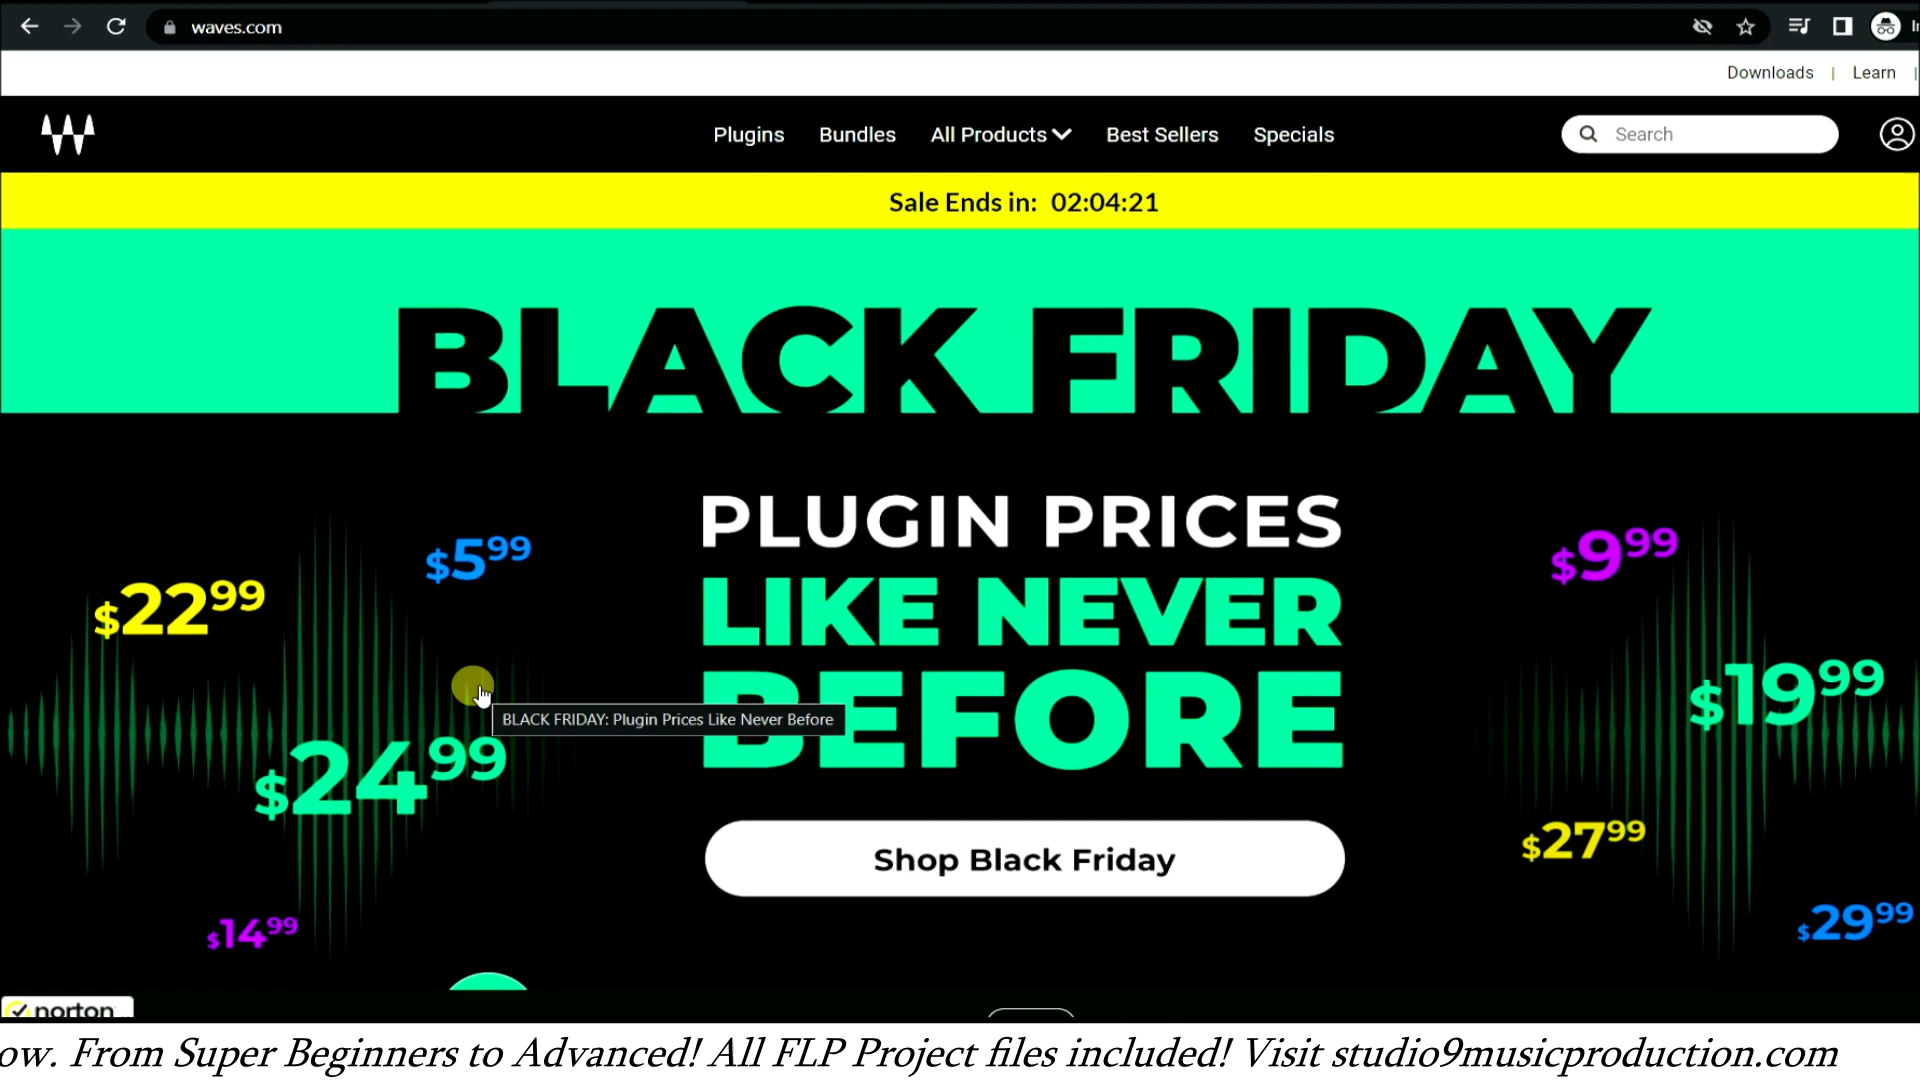 waves.com
Downloads | Learn |
Plugins Bundles All Products Best Sellers Specials Search
Sale Ends in: 02:04:21
BLACK FRIDAY
PLUGIN PRICES
LIKE NEVER
BEFORE
$5.99
$9.99
$22.99
$19.99
BLACK FRIDAY: Plugin Prices Like Never Before
$24.99
$27.99
Shop Black Friday
$14.99
$29.99
norton
ow. From Super Beginners to Advanced! All FLP Project files included! Visit studio9musicproduction.com